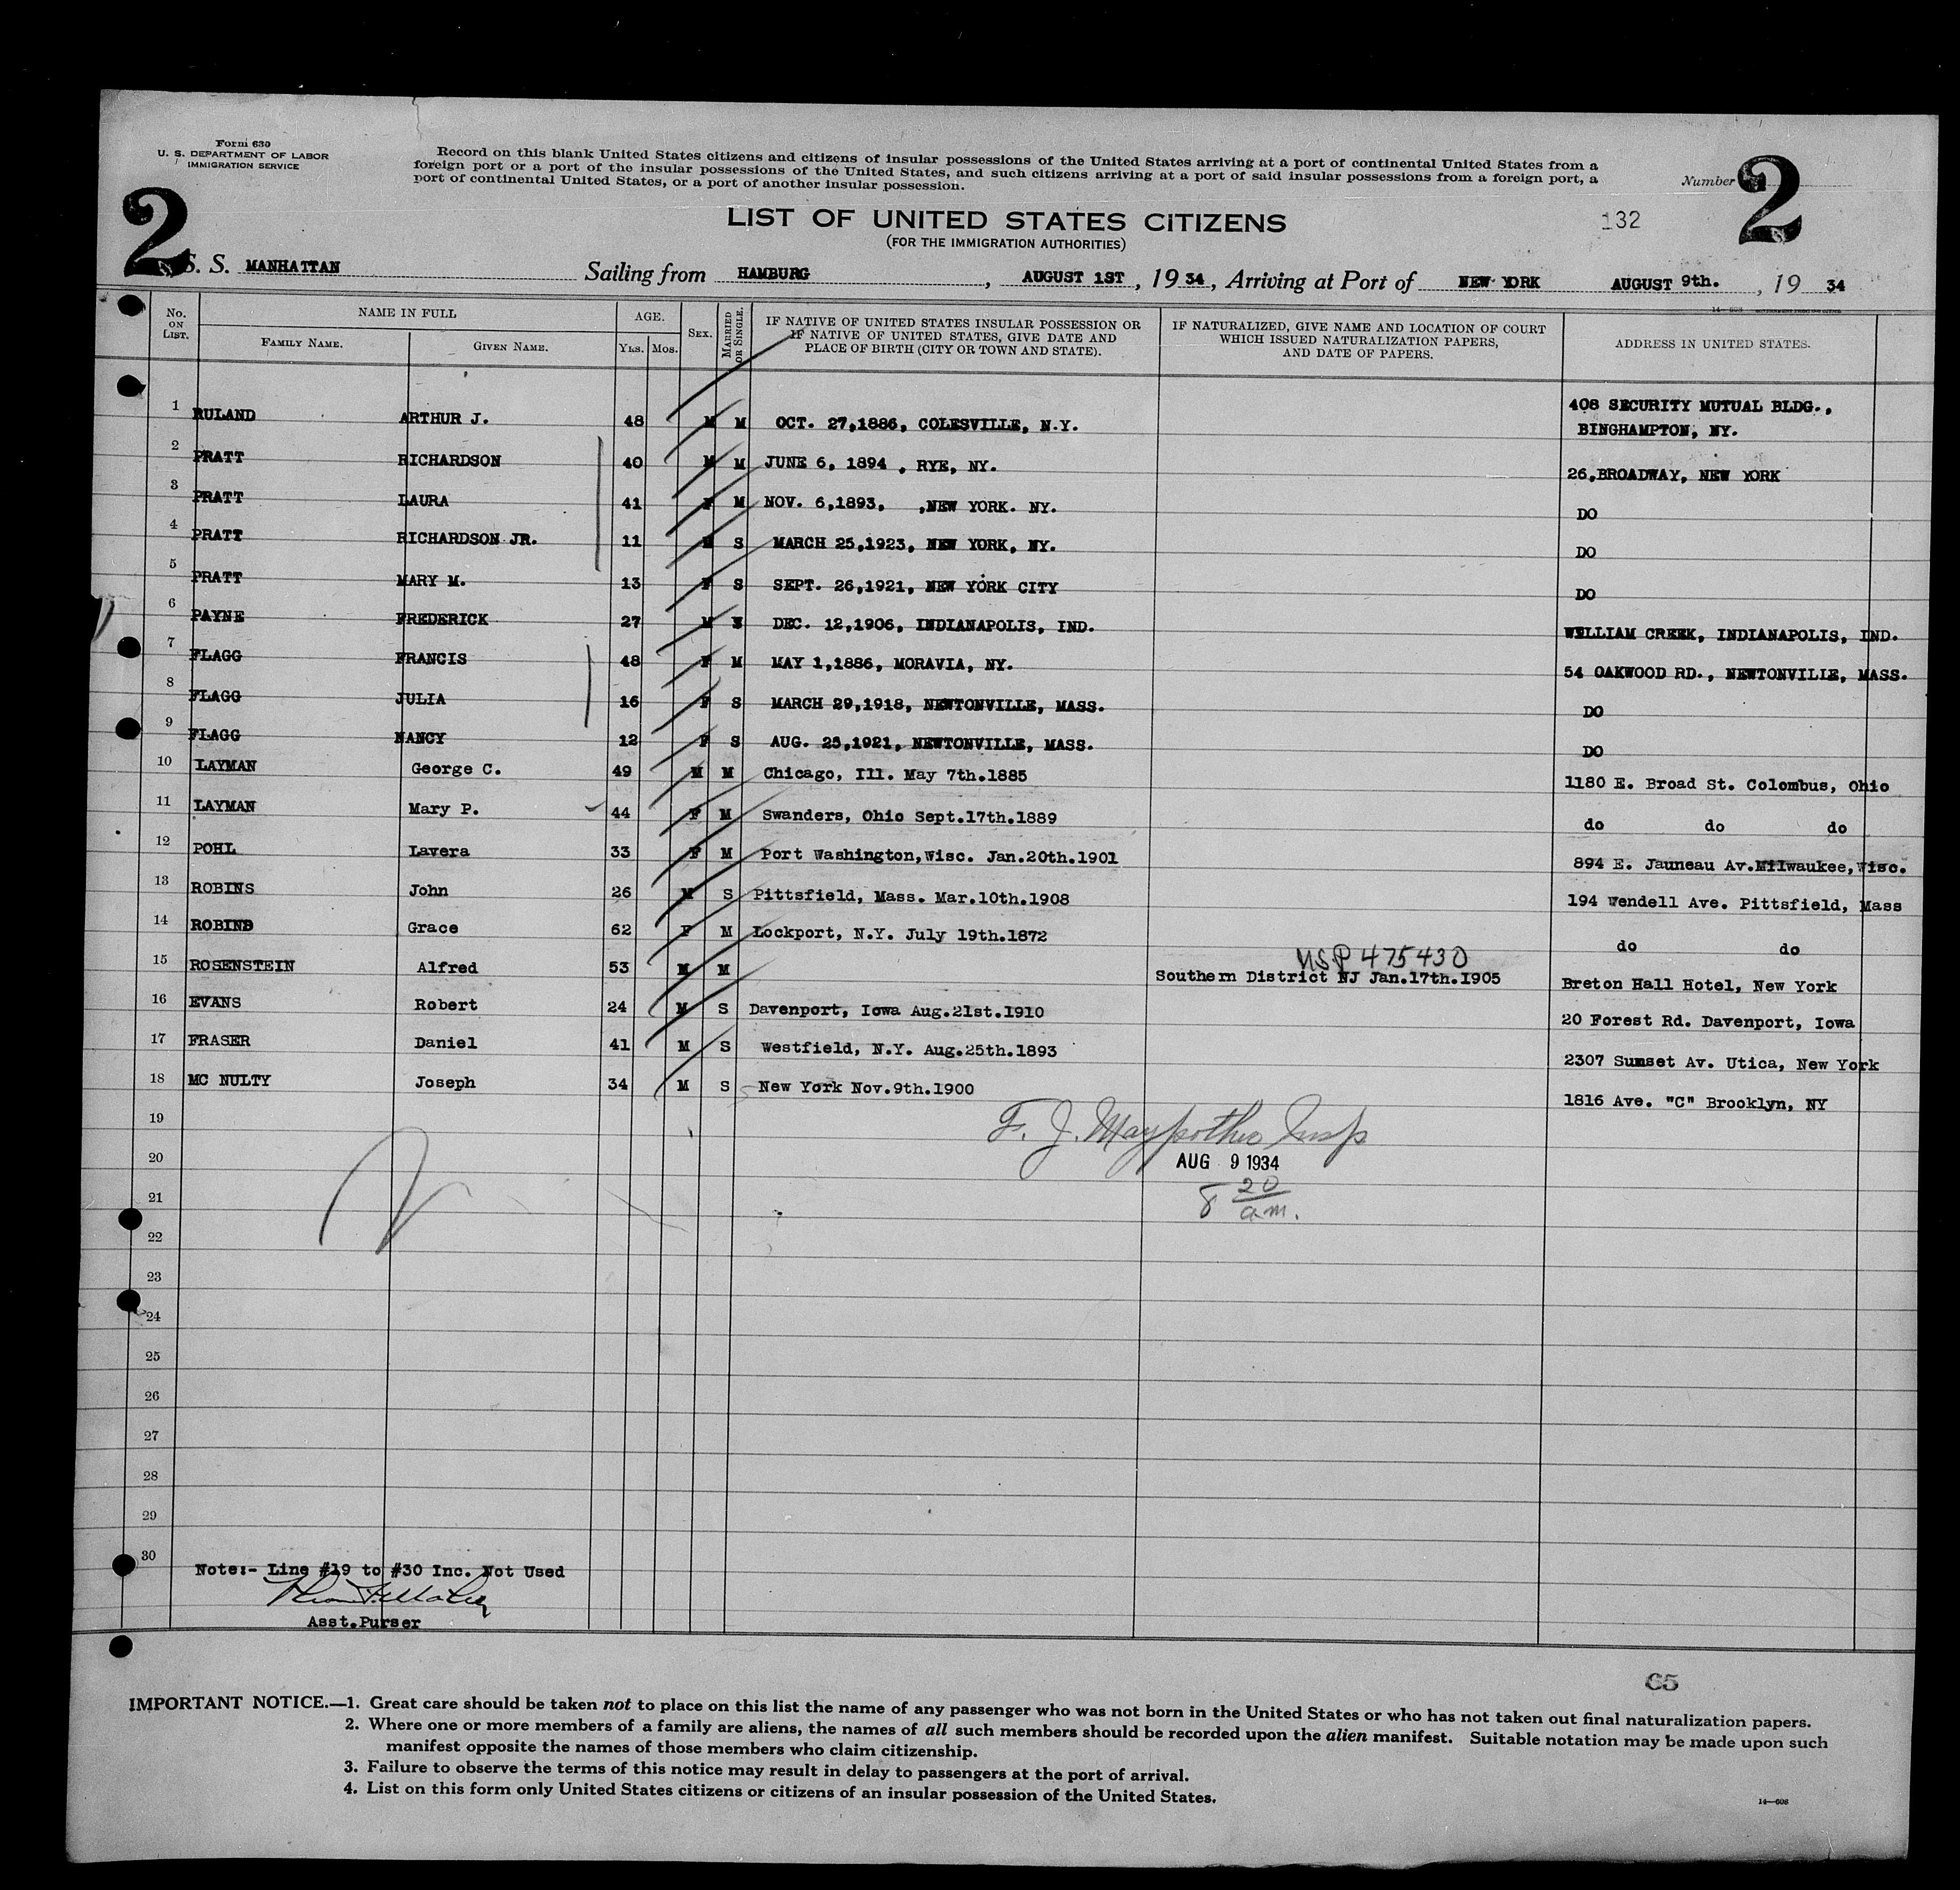 Form 630
U. S. DEPARTMENT OF LABOR
IMMIGRATION SERVICE
Record on this blank United States citizens and citizens of insular possessions of the United States arriving at a port of continental United States from a
foreign port or a port of the insular possessions of the United States, and such citizens arriving at a port of said insular possessions from a foreign port, a
port of continental United States, or a port of another insular possession.
Number 2
2
LIST OF UNITED STATES CITIZENS
132
(FOR THE IMMIGRATION AUTHORITIES)
S. S. MANHATTAN Sailing from HAMBURG, AUGUST 1ST, 19 34, Arriving at Port of NEW YORK AUGUST 9th., 19 34
No. ON LIST. NAME IN FULL FAMILY NAME. GIVEN NAME. AGE. YRS. MOS. SEX. MARRIED OR SINGLE. IF NATIVE OF UNITED STATES INSULAR POSSESSION OR IF NATIVE OF UNITED STATES, GIVE DATE AND PLACE OF BIRTH (CITY OR TOWN AND STATE). IF NATURALIZED, GIVE NAME AND LOCATION OF COURT WHICH ISSUED NATURALIZATION PAPERS, AND DATE OF PAPERS. ADDRESS IN UNITED STATES.
1 RULAND ARTHUR J. 48 M M OCT. 27,1886, COLESVILLE, N.Y. 408 SECURITY MUTUAL BLDG., BINGHAMPTON, NY.
2 PRATT RICHARDSON 40 M M JUNE 6, 1894 , RYE, NY. 26,BROADWAY, NEW YORK
3 PRATT LAURA 41 F M NOV. 6,1893, ,NEW YORK. NY. DO
4 PRATT RICHARDSON JR. 11 M S MARCH 25,1923, NEW YORK, NY. DO
5 PRATT MARY M. 13 F S SEPT. 26,1921, NEW YORK CITY DO
6 PAYNE FREDERICK 27 M DEC. 12,1906, INDIANAPOLIS, IND. WILLIAM CREEK, INDIANAPOLIS, IND.
7 FLAGG FRANCIS 48 F M MAY 1,1886, MORAVIA, NY. 54 OAKWOOD RD., NEWTONVILLE, MASS.
8 FLAGG JULIA 16 F S MARCH 29,1918, NEWTONVILLE, MASS. DO
9 FLAGG NANCY 12 F S AUG. 25,1921, NEWTONVILLE, MASS. DO
10 LAYMAN George C. 49 M M Chicago, Ill. May 7th.1885 1180 E. Broad St. Colombus, Ohio
11 LAYMAN Mary P. 44 F M Swanders, Ohio Sept.17th.1889 do do do
12 POHL Lavera 33 F M Port Washington,Wisc. Jan.20th.1901 894 E. Jauneau Av.Milwaukee,Wisc.
13 ROBINS John 26 M S Pittsfield, Mass. Mar.10th.1908 194 Wendell Ave. Pittsfield, Mass
14 ROBINS Grace 62 F M Lockport, N.Y. July 19th.1872 do do
USP 475430
15 ROSENSTEIN Alfred 53 M M Southern District NJ Jan.17th.1905 Breton Hall Hotel, New York
16 EVANS Robert 24 M S Davenport, Iowa Aug.21st.1910 20 Forest Rd. Davenport, Iowa
17 FRASER Daniel 41 M S Westfield, N.Y. Aug.25th.1893 2307 Sunset Av. Utica, New York
18 MC NULTY Joseph 34 M S New York Nov.9th.1900 1816 Ave. "C" Brooklyn, NY
19
F. J. Insp
20
AUG 9 1934
21
8 20 a.m.
22
23
24
25
26
27
28
29
30
Note:- Line #19 to #30 Inc. Not Used
Asst.Purser
C5
IMPORTANT NOTICE.—1. Great care should be taken not to place on this list the name of any passenger who was not born in the United States or who has not taken out final naturalization papers.
2. Where one or more members of a family are aliens, the names of all such members should be recorded upon the alien manifest. Suitable notation may be made upon such
manifest opposite the names of those members who claim citizenship.
3. Failure to observe the terms of this notice may result in delay to passengers at the port of arrival.
4. List on this form only United States citizens or citizens of an insular possession of the United States.
14—608